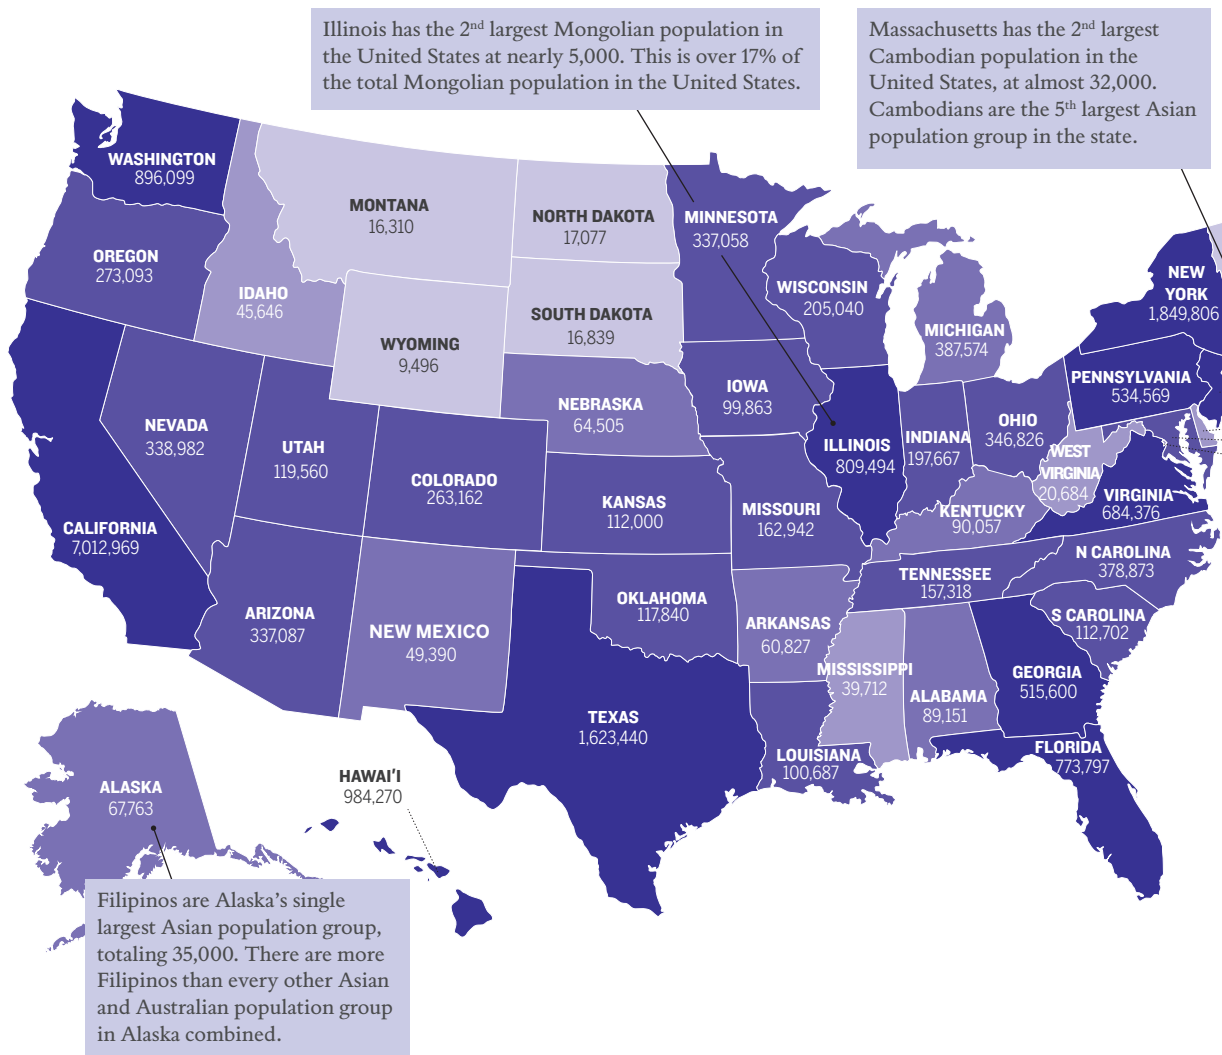 Illinois has the 2nd largest Mongolian population in
the United States at nearly 5,000. This is over 17% of
the total Mongolian population in the United States.
Massachusetts has the 2nd largest
Cambodian population in the
United States, at almost 32,000.
Cambodians are the 5th largest Asian
population group in the state.
WASHINGTON
896,099
MONTANA
16,310
NORTH DAKOTA
17,077
MINNESOTA
337,058
OREGON
273,093
IDAHO
45,646
WISCONSIN
205,040
NEW
YORK
1,849,806
SOUTH DAKOTA
16,839
MICHIGAN
387,574
WYOMING
9,496
IOWA
99,863
PENNSYLVANIA
534,569
NEBRASKA
64,505
NEVADA
338,982
UTAH
119,560
ILLINOIS
809,494
INDIANA
197,667
OHIO
346,826
WEST
VIRGINIA
20,684
COLORADO
263,162
KANSAS
112,000
MISSOURI
162,942
KENTUCKY
90,057
VIRGINIA
684,376
CALIFORNIA
7,012,969
N CAROLINA
378,873
TENNESSEE
157,318
ARIZONA
337,087
NEW MEXICO
49,390
OKLAHOMA
117,840
ARKANSAS
60,827
S CAROLINA
112,702
MISSISSIPPI
39,712
ALABAMA
89,151
GEORGIA
515,600
TEXAS
1,623,440
LOUISIANA
100,687
FLORIDA
773,797
ALASKA
67,763
HAWAI'I
984,270
Filipinos are Alaska’s single
largest Asian population group,
totaling 35,000. There are more
Filipinos than every other Asian
and Australian population group
in Alaska combined.